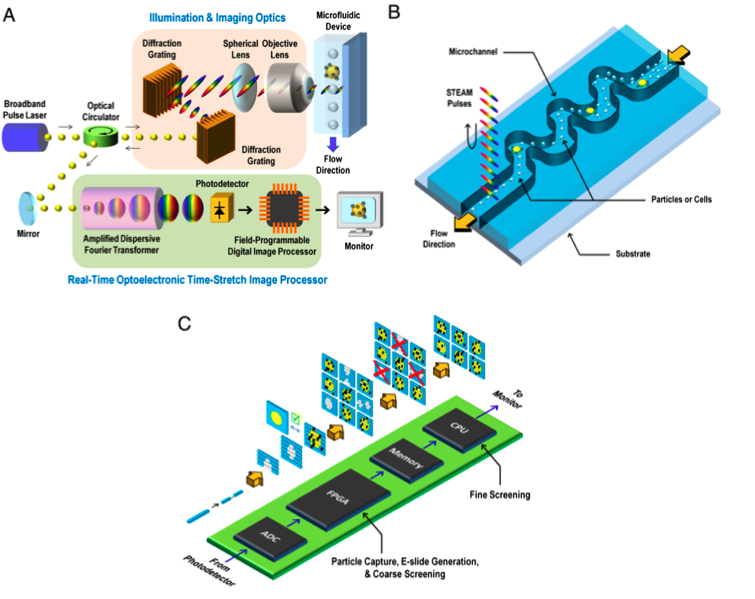 A
Illumination & Imaging Optics
Microfluidic
Device
Diffraction
Grating
Spherical
Lens
Objective
Lens
Broadband
Pulse Laser
Optical
Circulator
Diffraction
Grating
Flow
Direction
Mirror
Amplified Dispersive
Fourier Transformer
Photodetector
Field-Programmable
Digital Image Processor
Monitor
Real-Time Optoelectronic Time-Stretch Image Processor
B
Microchannel
STEAM
Pulses
Particles or Cells
Flow
Direction
Substrate
C
To
Monitor
CPU
Memory
Fine Screening
FPGA
ADC
From
Photodetector
Particle Capture, E-slide Generation,
& Coarse Screening